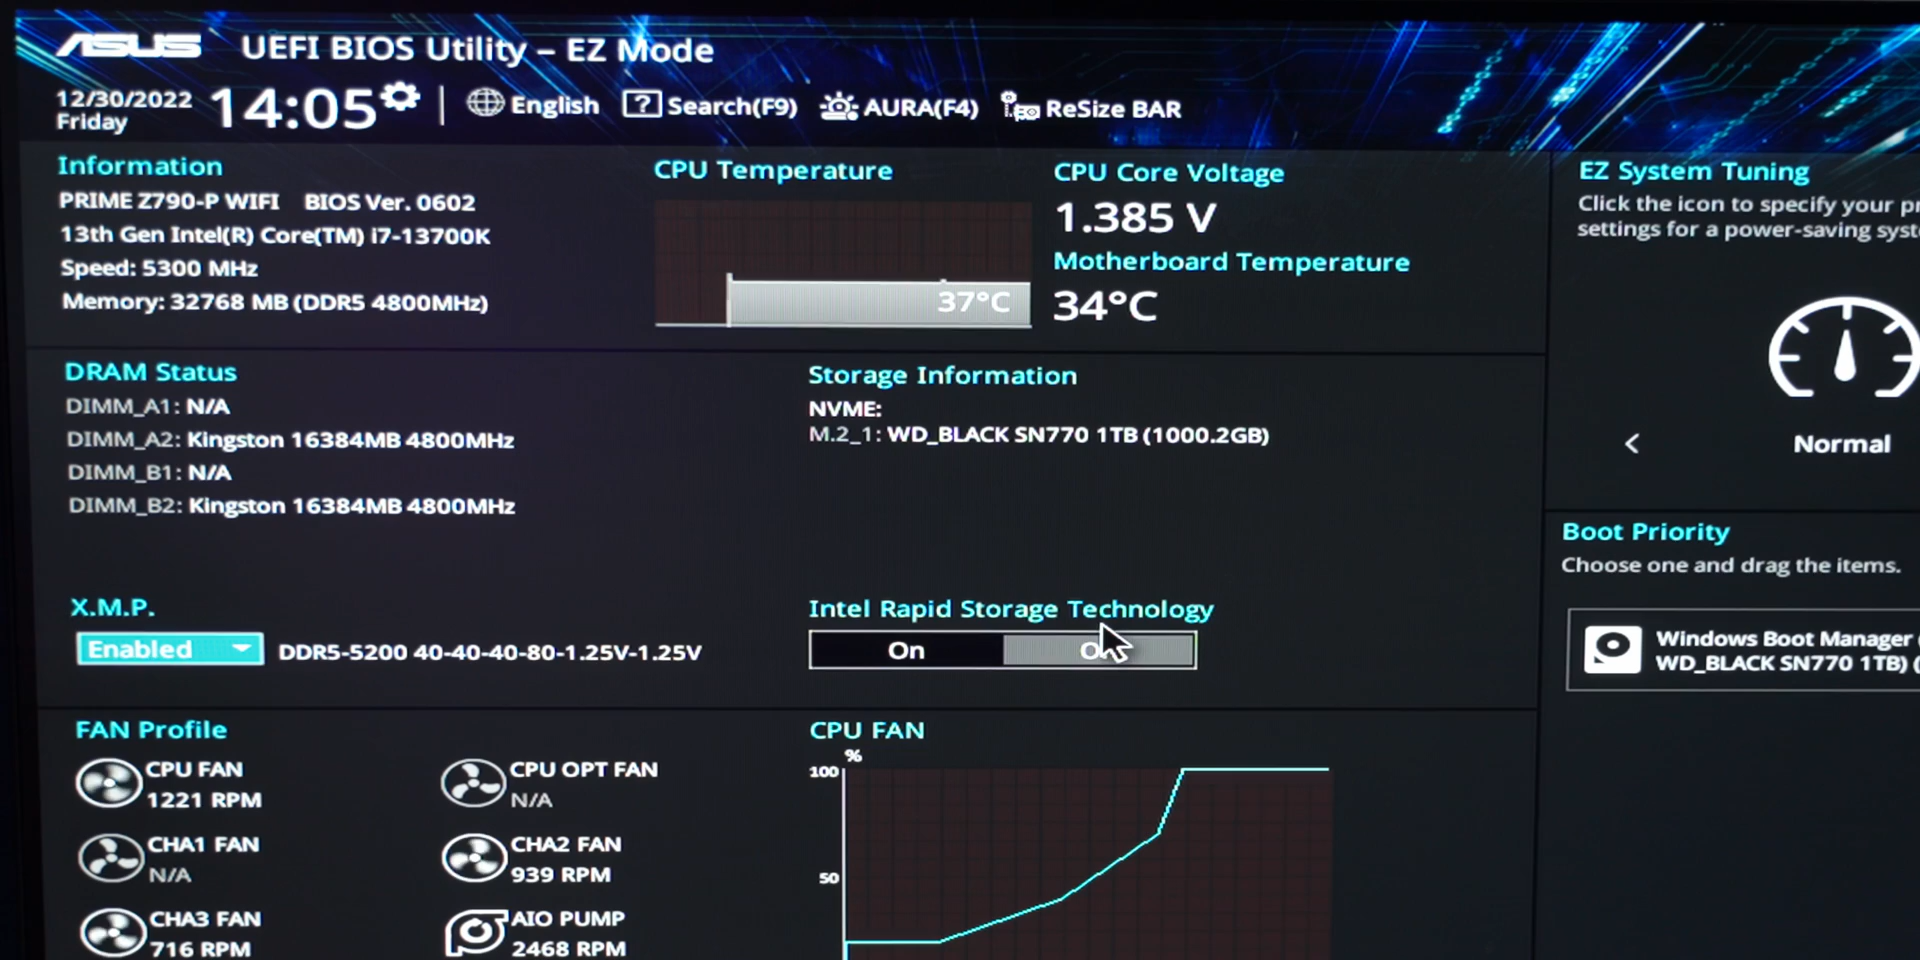 ASUS UEFI BIOS Utility – EZ Mode
12/30/2022
Friday
14:05
English
Search(F9)
AURA(F4)
ReSize BAR
Information
PRIME Z790-P WIFI BIOS Ver. 0602
13th Gen Intel(R) Core(TM) i7-13700K
Speed: 5300 MHz
Memory: 32768 MB (DDR5 4800MHz)
CPU Temperature
37°C
CPU Core Voltage
1.385 V
Motherboard Temperature
34°C
EZ System Tuning
Click the icon to specify your
settings for a power-saving
Normal
DRAM Status
DIMM_A1: N/A
DIMM_A2: Kingston 16384MB 4800MHz
DIMM_B1: N/A
DIMM_B2: Kingston 16384MB 4800MHz
Storage Information
NVME:
M.2_1: WD_BLACK SN770 1TB (1000.2GB)
Boot Priority
Choose one and drag the items.
Windows Boot Manager (
WD_BLACK SN770 1TB) (
X.M.P.
Enabled
DDR5-5200 40-40-40-80-1.25V-1.25V
Intel Rapid Storage Technology
On
FAN Profile
CPU FAN
1221 RPM
CPU OPT FAN
N/A
CHA1 FAN
N/A
CHA2 FAN
939 RPM
CHA3 FAN
716 RPM
AIO PUMP
2468 RPM
CPU FAN
%
100
50